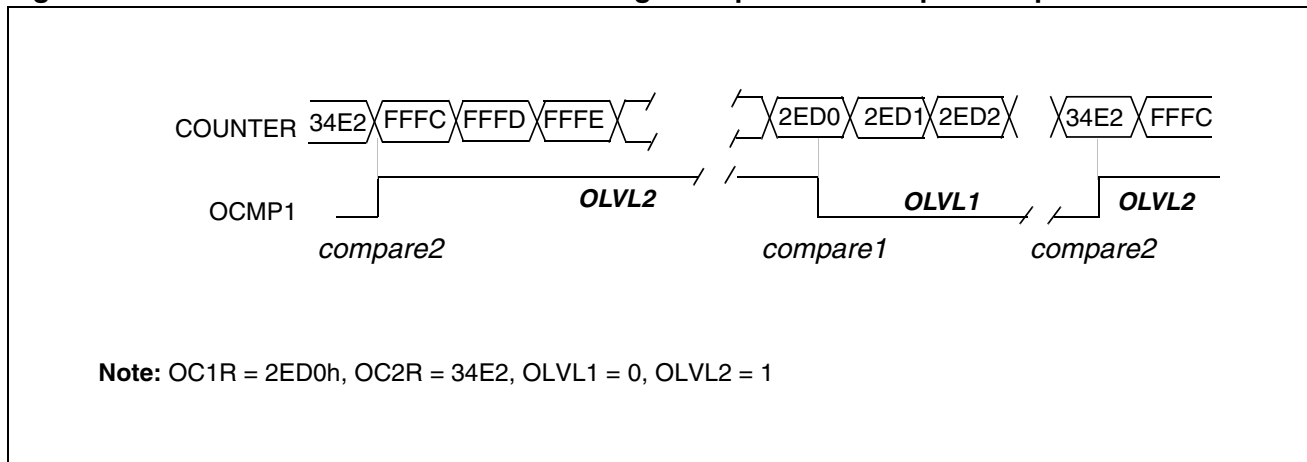 COUNTER 34E2 FFFC FFFD FFFE 2ED0 2ED1 2ED2 34E2 FFFC
OCMP1 OLVL2 OLVL1 OLVL2
compare2 compare1 compare2
Note: OC1R = 2ED0h, OC2R = 34E2, OLVL1 = 0, OLVL2 = 1